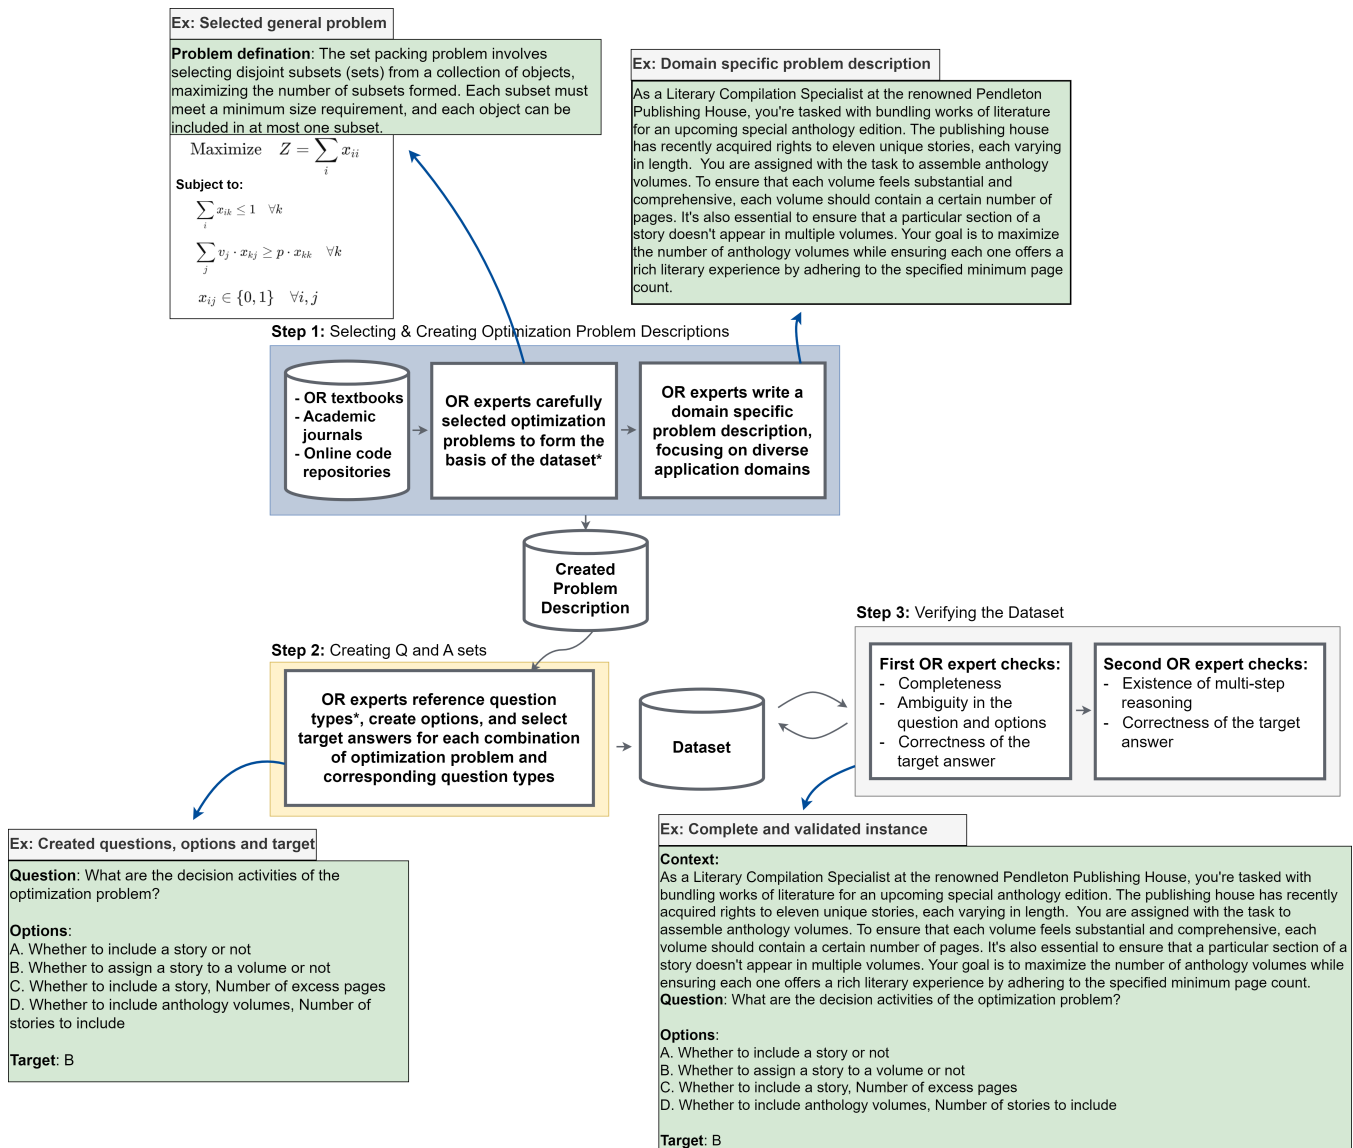 Ex: Selected general problem
Problem defination: The set packing problem involves
selecting disjoint subsets (sets) from a collection of objects,
maximizing the number of subsets formed. Each subset must
meet a minimum size requirement, and each object can be
included in at most one subset.
Maximize Z = ∑_i x_{ii}
Subject to:
∑_i x_{ik} ≤ 1 ∀k
∑_j v_j · x_{kj} ≥ p · x_{kk} ∀k
x_{ij} ∈ {0, 1} ∀i, j
Ex: Domain specific problem description
As a Literary Compilation Specialist at the renowned Pendleton
Publishing House, you're tasked with bundling works of literature
for an upcoming special anthology edition. The publishing house
has recently acquired rights to eleven unique stories, each varying
in length. You are assigned with the task to assemble anthology
volumes. To ensure that each volume feels substantial and
comprehensive, each volume should contain a certain number of
pages. It's also essential to ensure that a particular section of a
story doesn't appear in multiple volumes. Your goal is to maximize
the number of anthology volumes while ensuring each one offers a
rich literary experience by adhering to the specified minimum page
count.
Step 1: Selecting & Creating Optimization Problem Descriptions
- OR textbooks
- Academic
journals
- Online code
repositories
OR experts carefully
selected optimization
problems to form the
basis of the dataset*
OR experts write a
domain specific
problem description,
focusing on diverse
application domains
Created
Problem
Description
Step 2: Creating Q and A sets
OR experts reference question
types*, create options, and select
target answers for each combination
of optimization problem and
corresponding question types
Dataset
Step 3: Verifying the Dataset
First OR expert checks:
- Completeness
- Ambiguity in the
question and options
- Correctness of the
target answer
Second OR expert checks:
- Existence of multi-step
reasoning
- Correctness of the target
answer
Ex: Created questions, options and target
Question: What are the decision activities of the
optimization problem?
Options:
A. Whether to include a story or not
B. Whether to assign a story to a volume or not
C. Whether to include a story, Number of excess pages
D. Whether to include anthology volumes, Number of
stories to include
Target: B
Ex: Complete and validated instance
Context:
As a Literary Compilation Specialist at the renowned Pendleton Publishing House, you're tasked with
bundling works of literature for an upcoming special anthology edition. The publishing house has recently
acquired rights to eleven unique stories, each varying in length. You are assigned with the task to
assemble anthology volumes. To ensure that each volume feels substantial and comprehensive, each
volume should contain a certain number of pages. It's also essential to ensure that a particular section of a
story doesn't appear in multiple volumes. Your goal is to maximize the number of anthology volumes while
ensuring each one offers a rich literary experience by adhering to the specified minimum page count.
Question: What are the decision activities of the optimization problem?
Options:
A. Whether to include a story or not
B. Whether to assign a story to a volume or not
C. Whether to include a story, Number of excess pages
D. Whether to include anthology volumes, Number of stories to include
Target: B